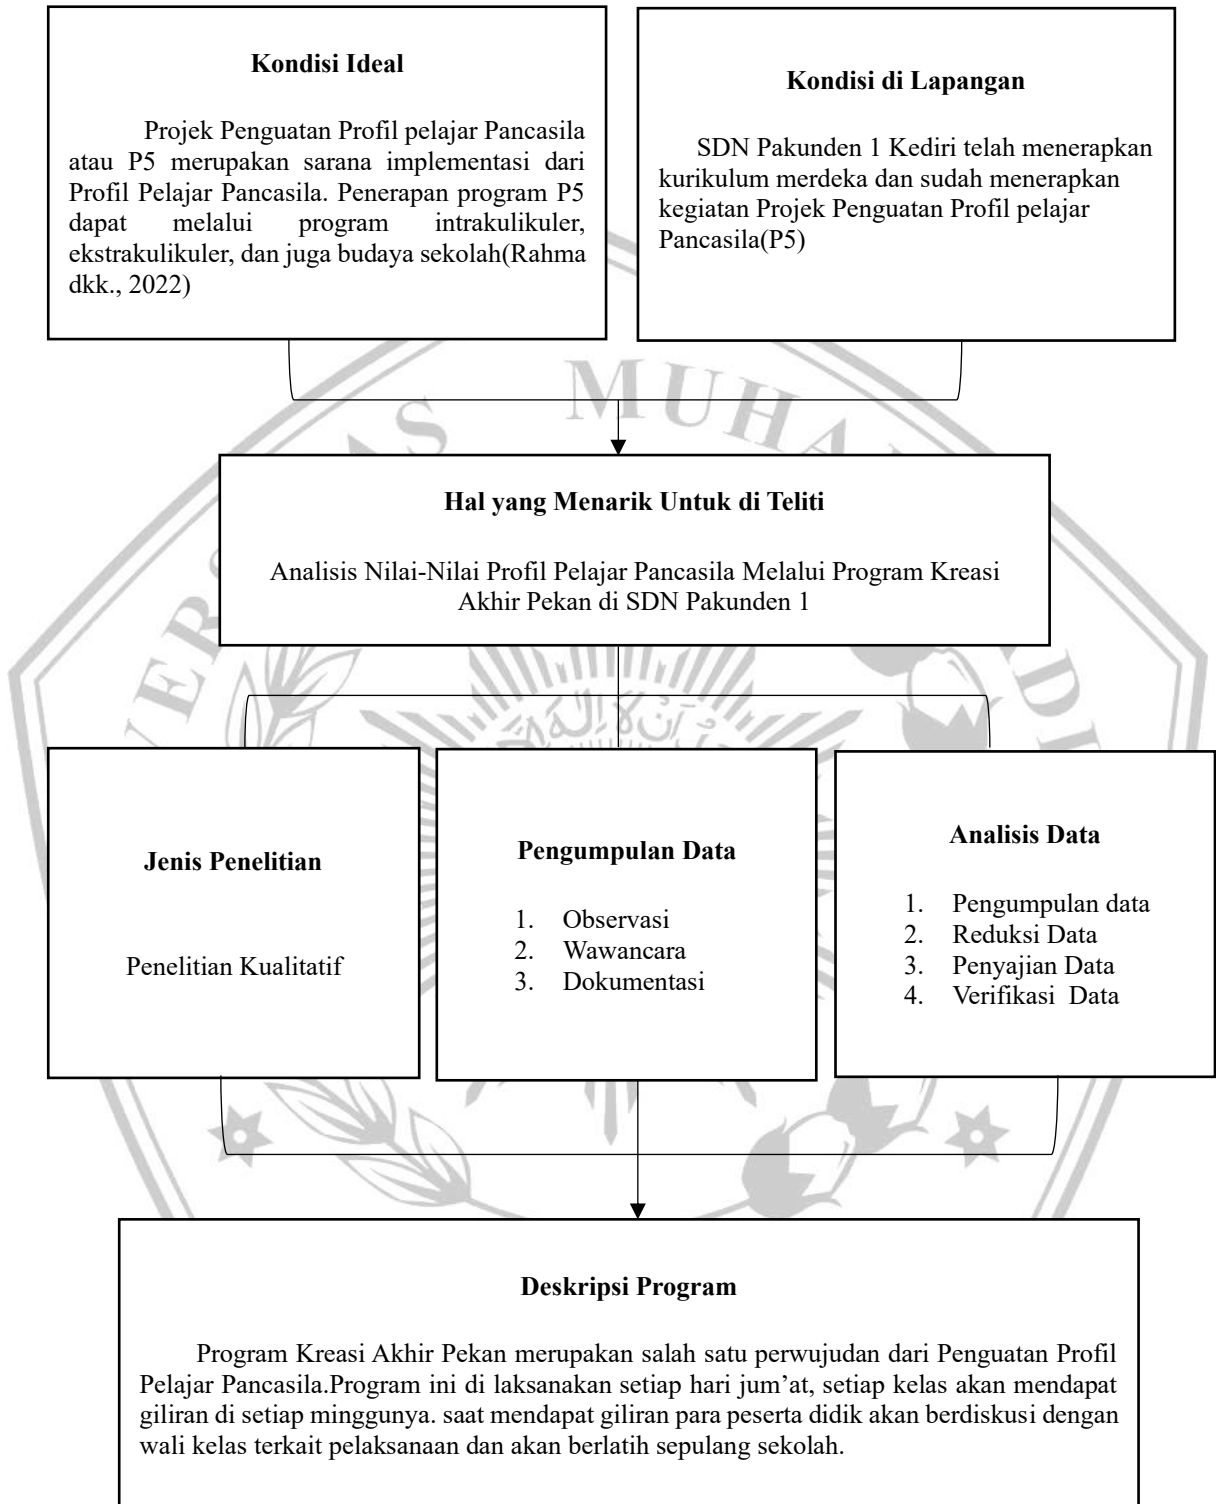 Kondisi Ideal
Projek Penguatan Profil pelajar Pancasila
atau P5 merupakan sarana implementasi dari
Profil Pelajar Pancasila. Penerapan program P5
dapat melalui program intrakulikuler,
ekstrakulikuler, dan juga budaya sekolah(Rahma
dkk., 2022)
Kondisi di Lapangan
SDN Pakunden 1 Kediri telah menerapkan
kurikulum merdeka dan sudah menerapkan
kegiatan Projek Penguatan Profil pelajar
Pancasila(P5)
MUHA
S
Hal yang Menarik Untuk di Teliti
Analisis Nilai-Nilai Profil Pelajar Pancasila Melalui Program Kreasi
Akhir Pekan di SDN Pakunden 1
VERS
DI
Jenis Penelitian
Penelitian Kualitatif
Pengumpulan Data
1. Observasi
2. Wawancara
3. Dokumentasi
Analisis Data
1. Pengumpulan data
2. Reduksi Data
3. Penyajian Data
4. Verifikasi  Data
Deskripsi Program
Program Kreasi Akhir Pekan merupakan salah satu perwujudan dari Penguatan Profil
Pelajar Pancasila.Program ini di laksanakan setiap hari jum’at, setiap kelas akan mendapat
giliran di setiap minggunya. saat mendapat giliran para peserta didik akan berdiskusi dengan
wali kelas terkait pelaksanaan dan akan berlatih sepulang sekolah.